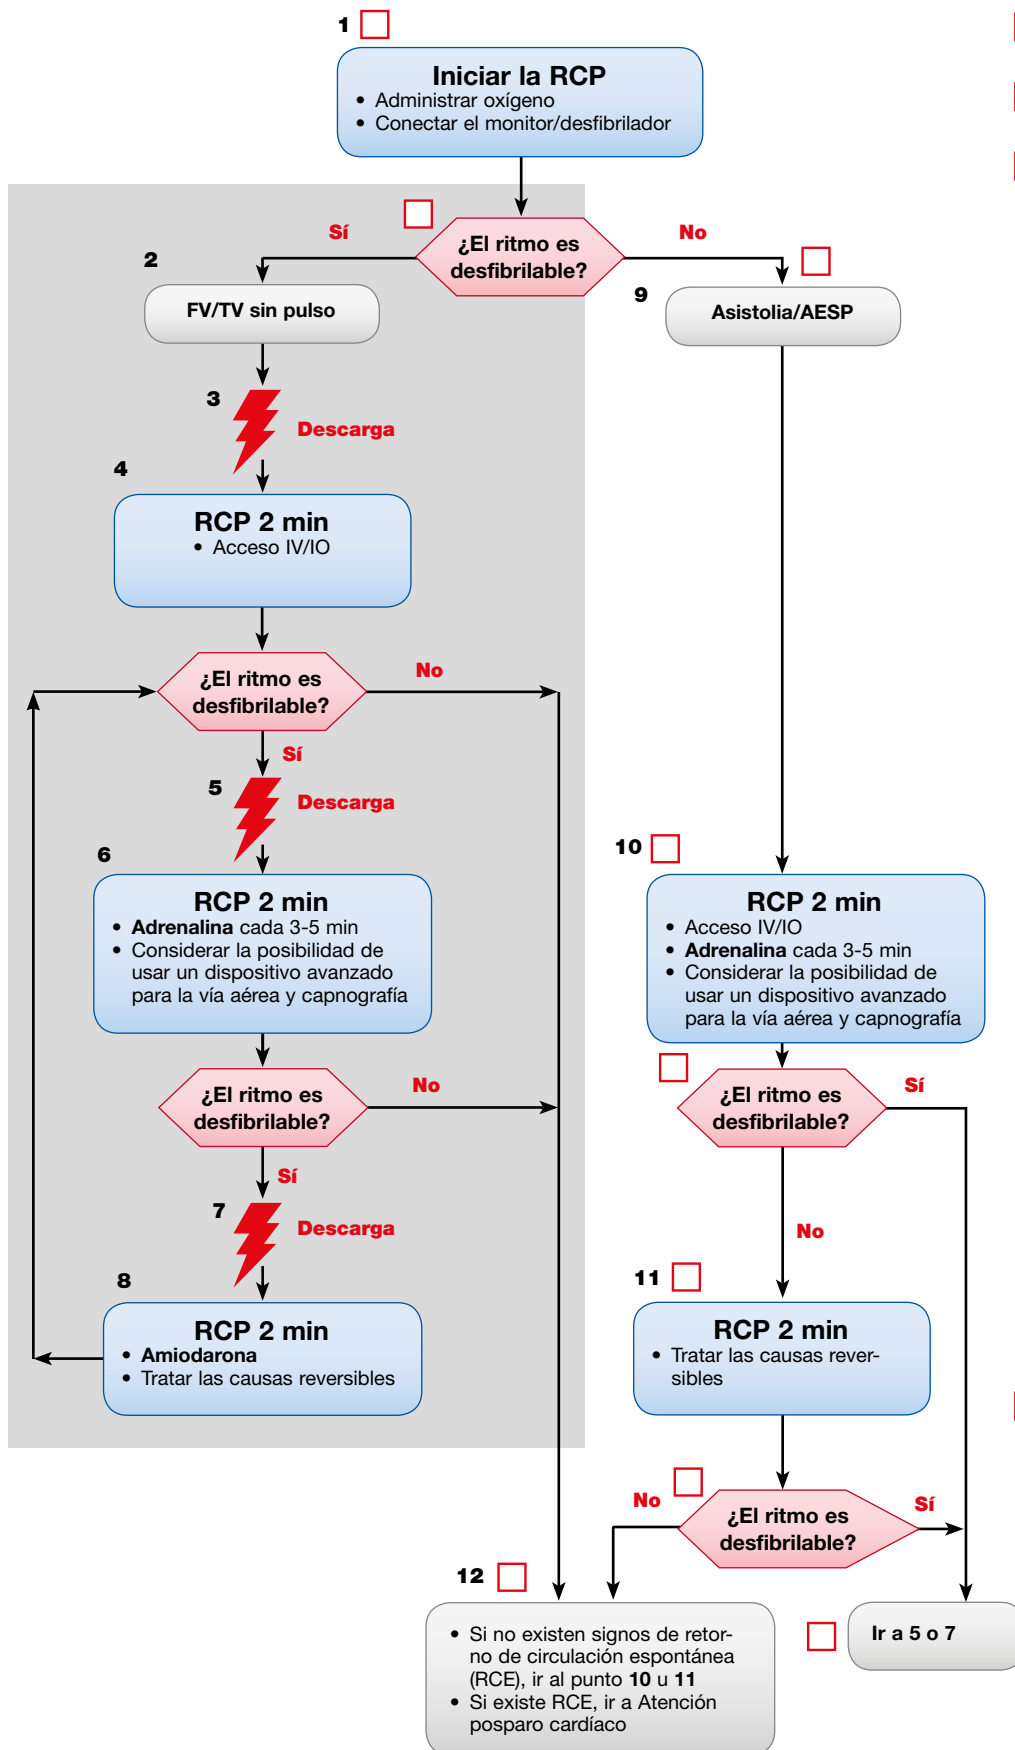 1
Iniciar la RCP
• Administrar oxígeno
• Conectar el monitor/desfibrilador
¿El ritmo es
desfibrilable?
Sí
No
2
FV/TV sin pulso
9
Asistolia/AESP
3
Descarga
4
RCP 2 min
• Acceso IV/IO
¿El ritmo es
desfibrilable?
No
Sí
5
Descarga
6
RCP 2 min
• Adrenalina cada 3-5 min
• Considerar la posibilidad de
usar un dispositivo avanzado
para la vía aérea y capnografía
¿El ritmo es
desfibrilable?
No
Sí
7
Descarga
8
RCP 2 min
• Amiodarona
• Tratar las causas reversibles
10
RCP 2 min
• Acceso IV/IO
• Adrenalina cada 3-5 min
• Considerar la posibilidad de
usar un dispositivo avanzado
para la vía aérea y capnografía
¿El ritmo es
desfibrilable?
Sí
No
11
RCP 2 min
• Tratar las causas rever-
sibles
¿El ritmo es
desfibrilable?
No
Sí
12
• Si no existen signos de retor-
no de circulación espontánea
(RCE), ir al punto 10 u 11
• Si existe RCE, ir a Atención
posparo cardíaco
Ir a 5 o 7